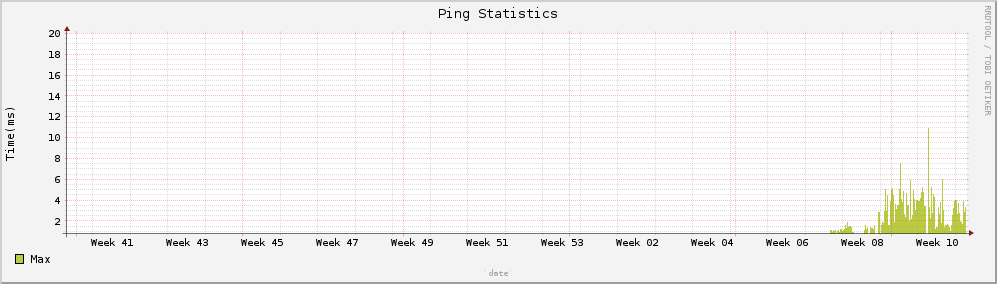 Ping Statistics
RRDTOOL / TOBI OETIKER
Time(ms)
20
18
16
14
12
10
8
6
4
2
Week 41 Week 43 Week 45 Week 47 Week 49 Week 51 Week 53 Week 02 Week 04 Week 06 Week 08 Week 10
Max
`date`